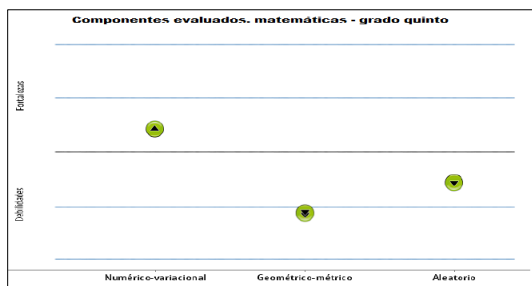 Componentes evaluados. matemáticas - grado quinto
Fortalezas
Debilidades
Numérico-variacional
Geométrico-métrico
Aleatorio